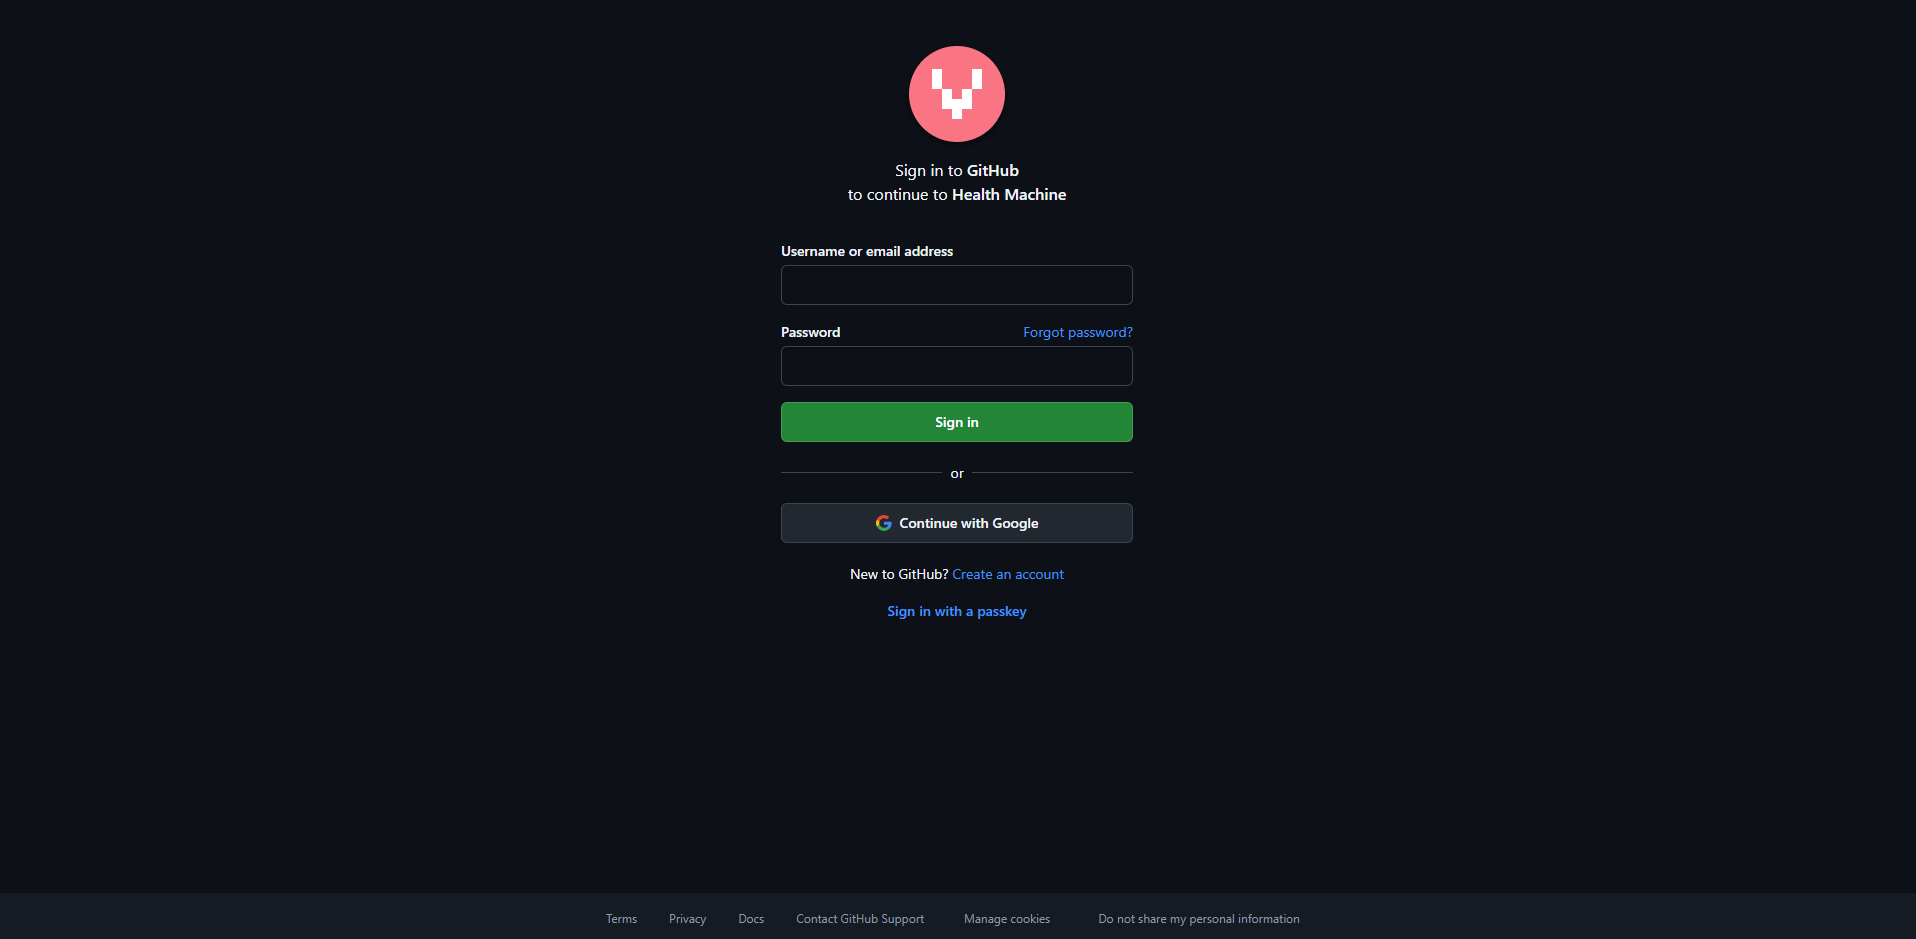 Sign in to GitHub
to continue to Health Machine
Username or email address
Password Forgot password?
Sign in
or
Continue with Google
New to GitHub? Create an account
Sign in with a passkey
Terms Privacy Docs Contact GitHub Support Manage cookies Do not share my personal information